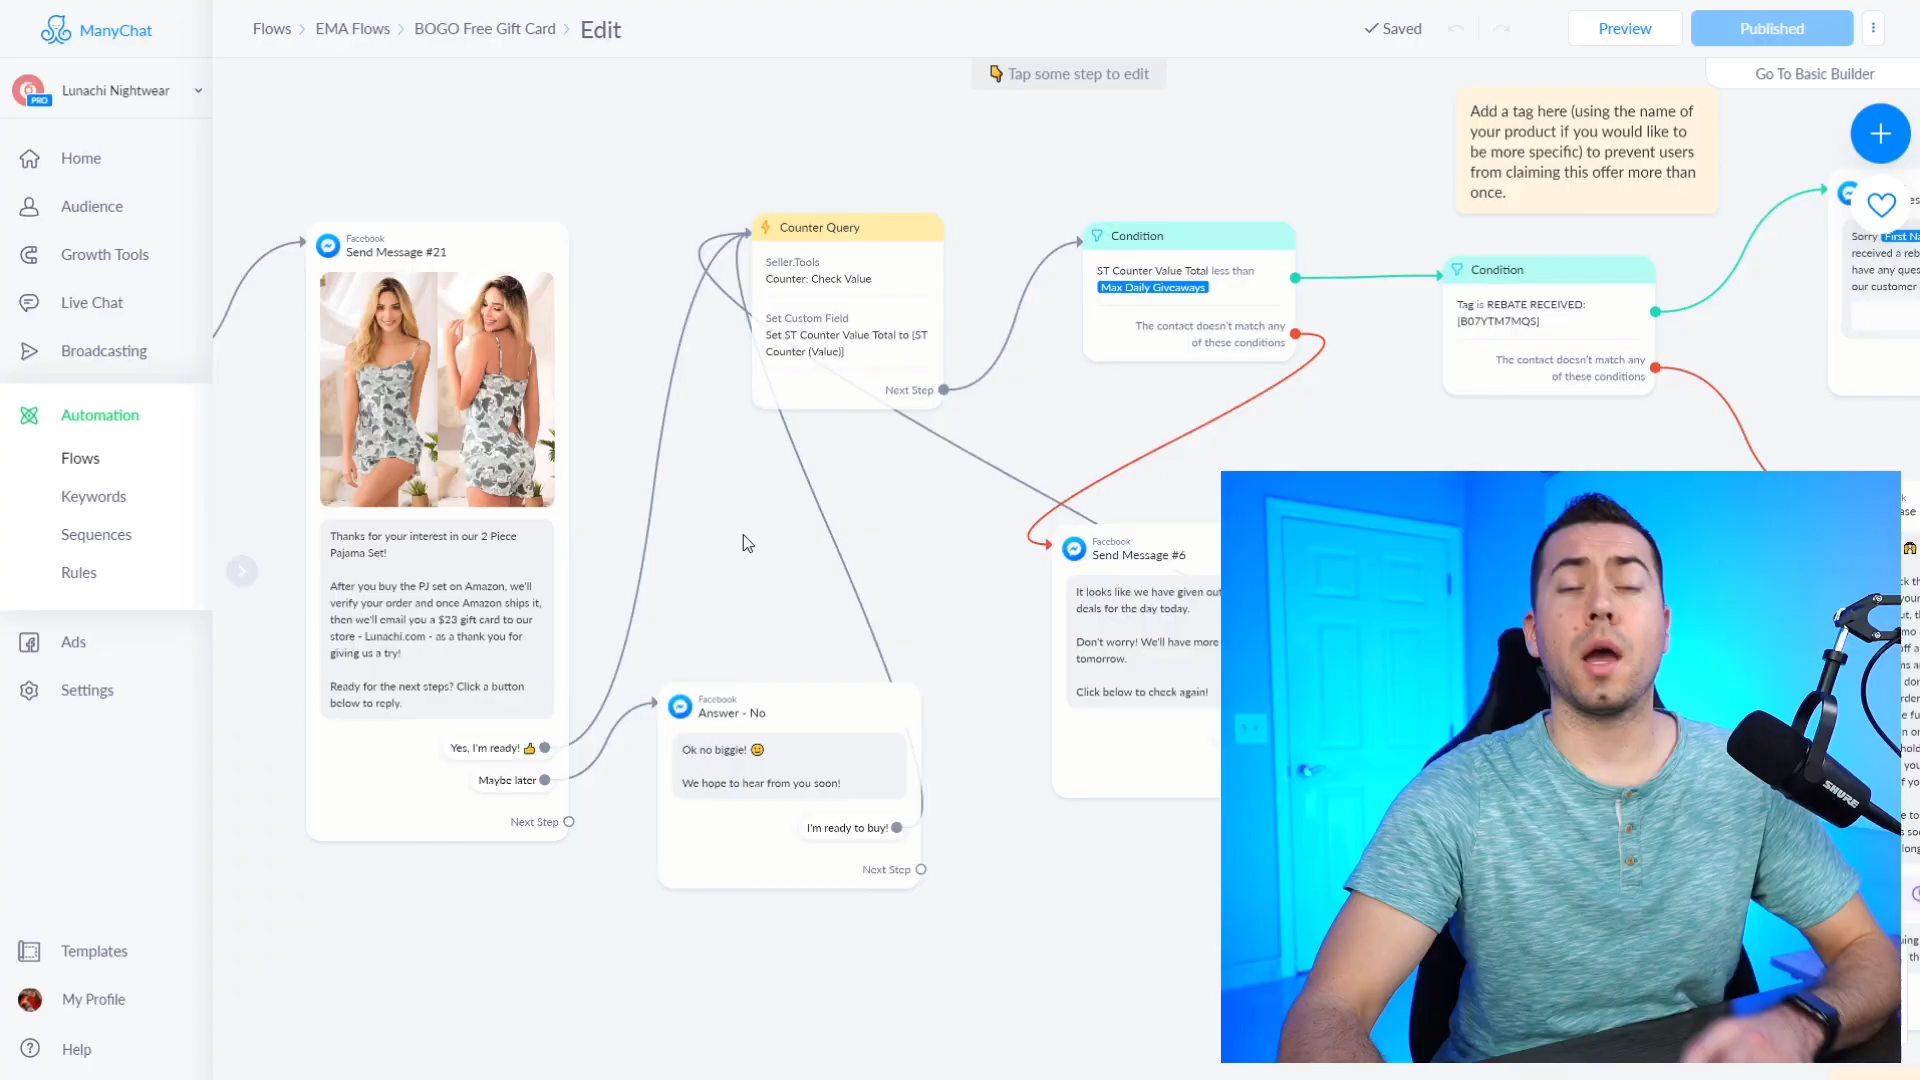 ManyChat
Flows
EMA Flows
BOGO Free Gift Card
Edit
Saved
Preview
Published
Tap some step to edit
Go To Basic Builder
PRO
Lunachi Nightwear
Home
Audience
Growth Tools
Live Chat
Broadcasting
Automation
Flows
Keywords
Sequences
Rules
Ads
Settings
Templates
My Profile
Help
Facebook
Send Message #21
Thanks for your interest in our 2 Piece
Pajama Set!
After you buy the PJ set on Amazon, we'll
verify your order and once Amazon ships it,
then we'll email you a $23 gift card to our
store - Lunachi.com - as a thank you for
giving us a try!
Ready for the next steps? Click a button
below to reply.
Yes, I'm ready! 👍
Maybe later
Next Step
Counter Query
Seller.Tools
Counter: Check Value
Set Custom Field
Set ST Counter Value Total to [ST
Counter (Value)]
Next Step
Facebook
Answer - No
Ok no biggie! 🙂
We hope to hear from you soon!
I'm ready to buy!
Next Step
Condition
ST Counter Value Total less than
Max Daily Giveaways
The contact doesn't match any
of these conditions
Facebook
Send Message #6
It looks like we have given out
deals for the day today.
Don't worry! We'll have more
tomorrow.
Click below to check again!
Add a tag here (using the name of
your product if you would like to
be more specific) to prevent users
from claiming this offer more than
once.
Condition
Tag is REBATE RECEIVED:
[B07YTM7MQS]
The contact doesn't match any
of these conditions
Sorry First Na
received a reb
have any ques
our customer
SHURE